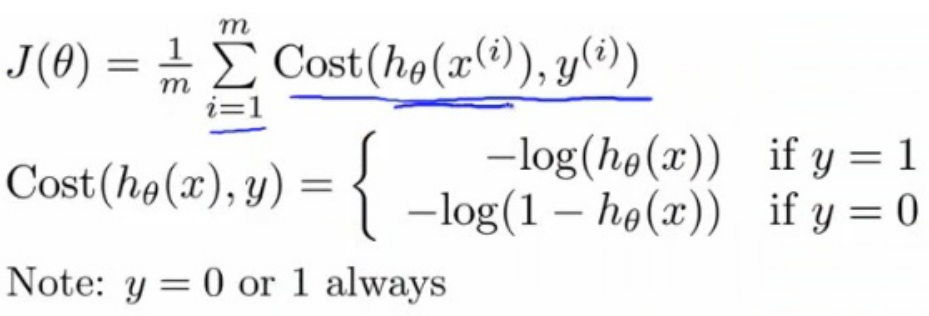 J(θ) = 1/m ∑_{i=1}^{m} Cost(h_θ(x^{(i)}), y^{(i)})
Cost(h_θ(x), y) = { −log(h_θ(x)) if y = 1
−log(1 − h_θ(x)) if y = 0
Note: y = 0 or 1 always